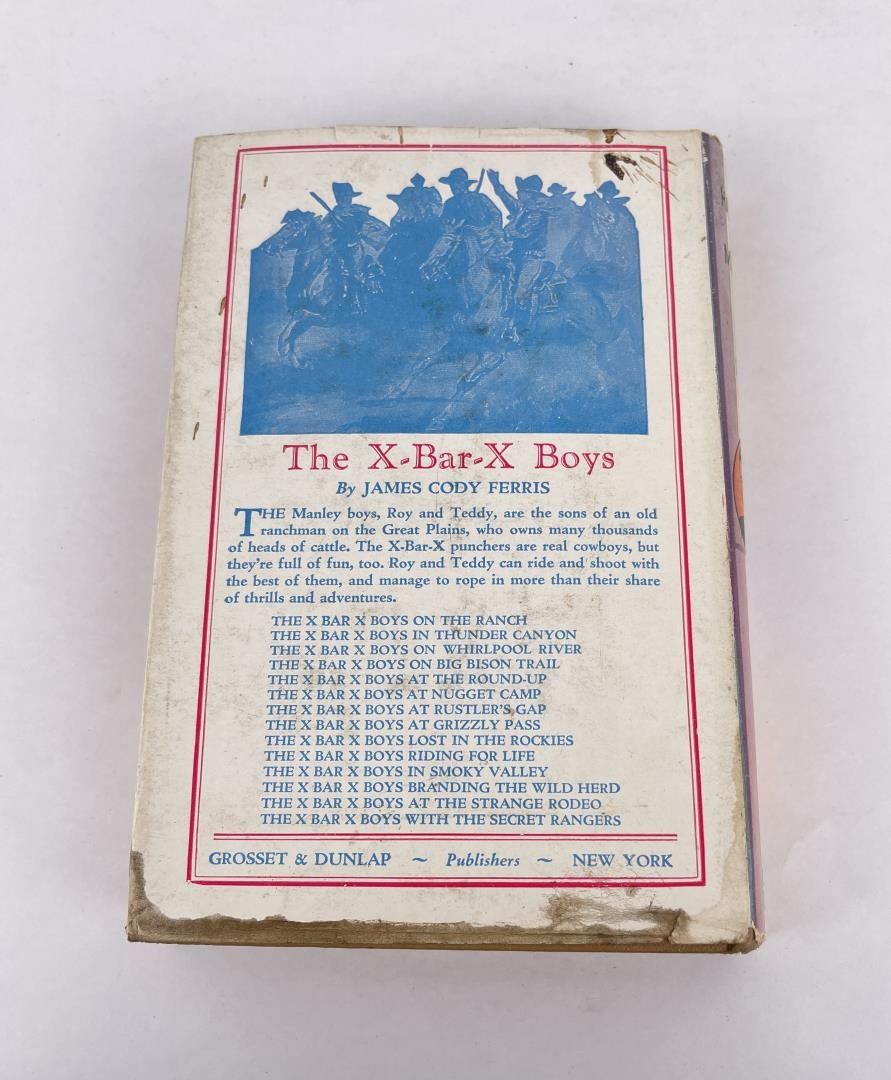 The X-Bar-X Boys
By JAMES CODY FERRIS
THE Manley boys, Roy and Teddy, are the sons of an old
ranchman on the Great Plains, who owns many thousands
of heads of cattle. The X-Bar-X punchers are real cowboys, but
they're full of fun, too. Roy and Teddy can ride and shoot with
the best of them, and manage to rope in more than their share
of thrills and adventures.
THE X BAR X BOYS ON THE RANCH
THE X BAR X BOYS IN THUNDER CANYON
THE X BAR X BOYS ON WHIRLPOOL RIVER
THE X BAR X BOYS ON BIG BISON TRAIL
THE X BAR X BOYS AT THE ROUND-UP
THE X BAR X BOYS AT NUGGET CAMP
THE X BAR X BOYS AT RUSTLER'S GAP
THE X BAR X BOYS AT GRIZZLY PASS
THE X BAR X BOYS LOST IN THE ROCKIES
THE X BAR X BOYS RIDING FOR LIFE
THE X BAR X BOYS IN SMOKY VALLEY
THE X BAR X BOYS BRANDING THE WILD HERD
THE X BAR X BOYS AT THE STRANGE RODEO
THE X BAR X BOYS WITH THE SECRET RANGERS
GROSSET & DUNLAP ~ Publishers ~ NEW YORK